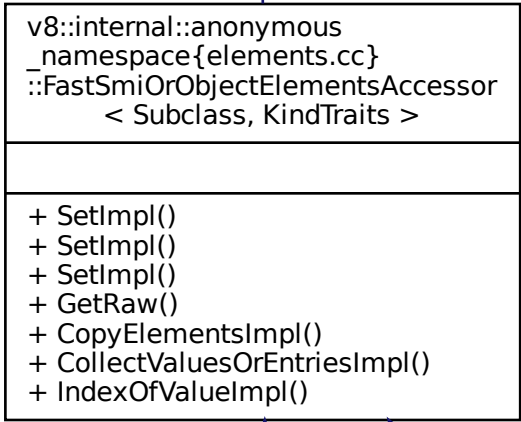 v8::internal::anonymous
_namespace{elements.cc}
::FastSmiOrObjectElementsAccessor
< Subclass, KindTraits >
+ SetImpl()
+ SetImpl()
+ SetImpl()
+ GetRaw()
+ CopyElementsImpl()
+ CollectValuesOrEntriesImpl()
+ IndexOfValueImpl()